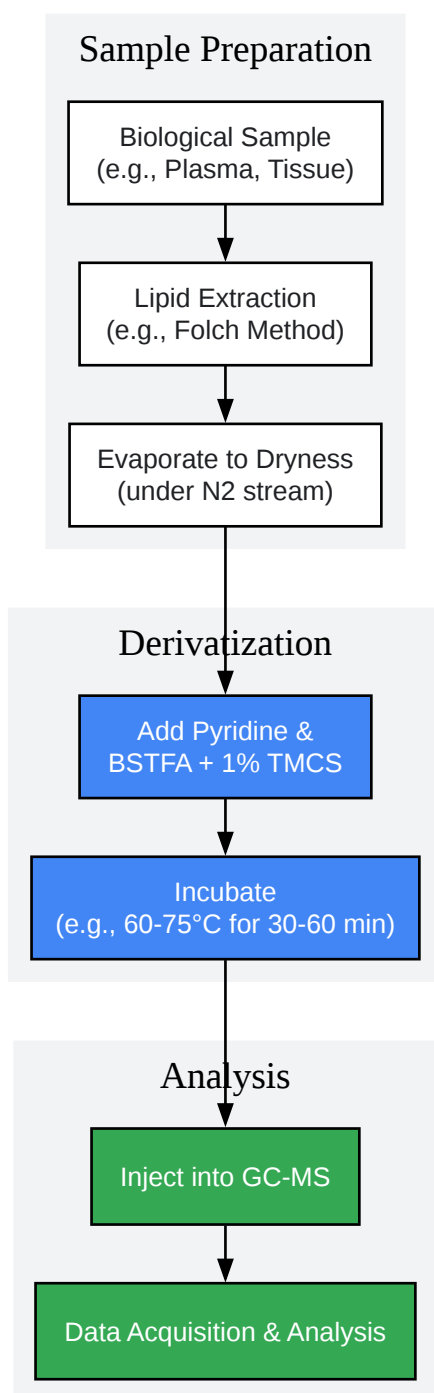 Sample Preparation
Biological Sample
(e.g., Plasma, Tissue)
Lipid Extraction
(e.g., Folch Method)
Evaporate to Dryness
(under N2 stream)
Derivatization
Add Pyridine &
BSTFA + 1% TMCS
Incubate
(e.g., 60-75°C for 30-60 min)
Analysis
Inject into GC-MS
Data Acquisition & Analysis